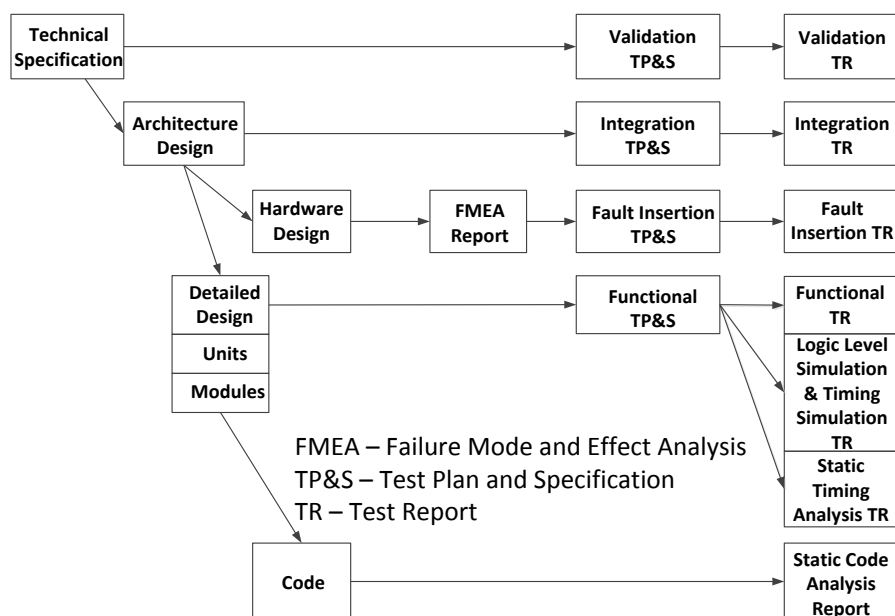 Technical
Specification
Validation
TP&S
Validation
TR
Architecture
Design
Integration
TP&S
Integration
TR
Hardware
Design
FMEA
Report
Fault Insertion
TP&S
Fault
Insertion TR
Detailed
Design
Units
Modules
Functional
TP&S
Functional
TR
Logic Level
Simulation
& Timing
Simulation
TR
Static
Timing
Analysis TR
FMEA – Failure Mode and Effect Analysis
TP&S – Test Plan and Specification
TR – Test Report
Code
Static Code
Analysis
Report